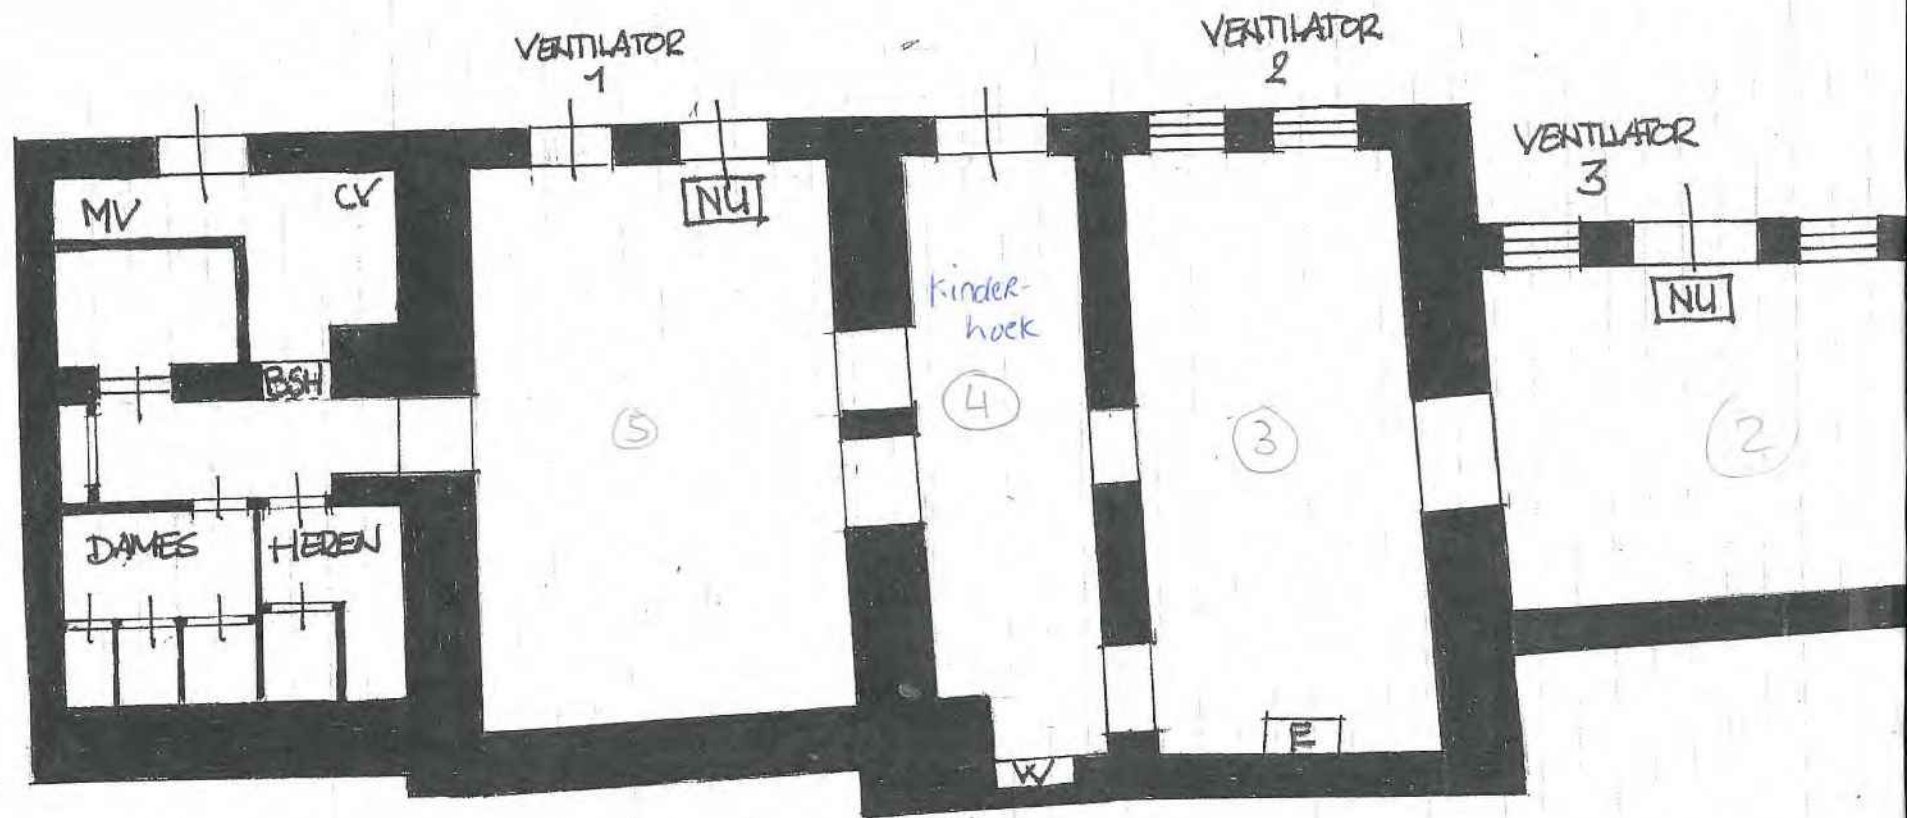 VENTILATOR
1
VENTILATOR
2
VENTILATOR
3
MV
CV
NU
NU
Kinder-
hoek
BSH
4
5
3
2
DAMES
HEREN
E
W